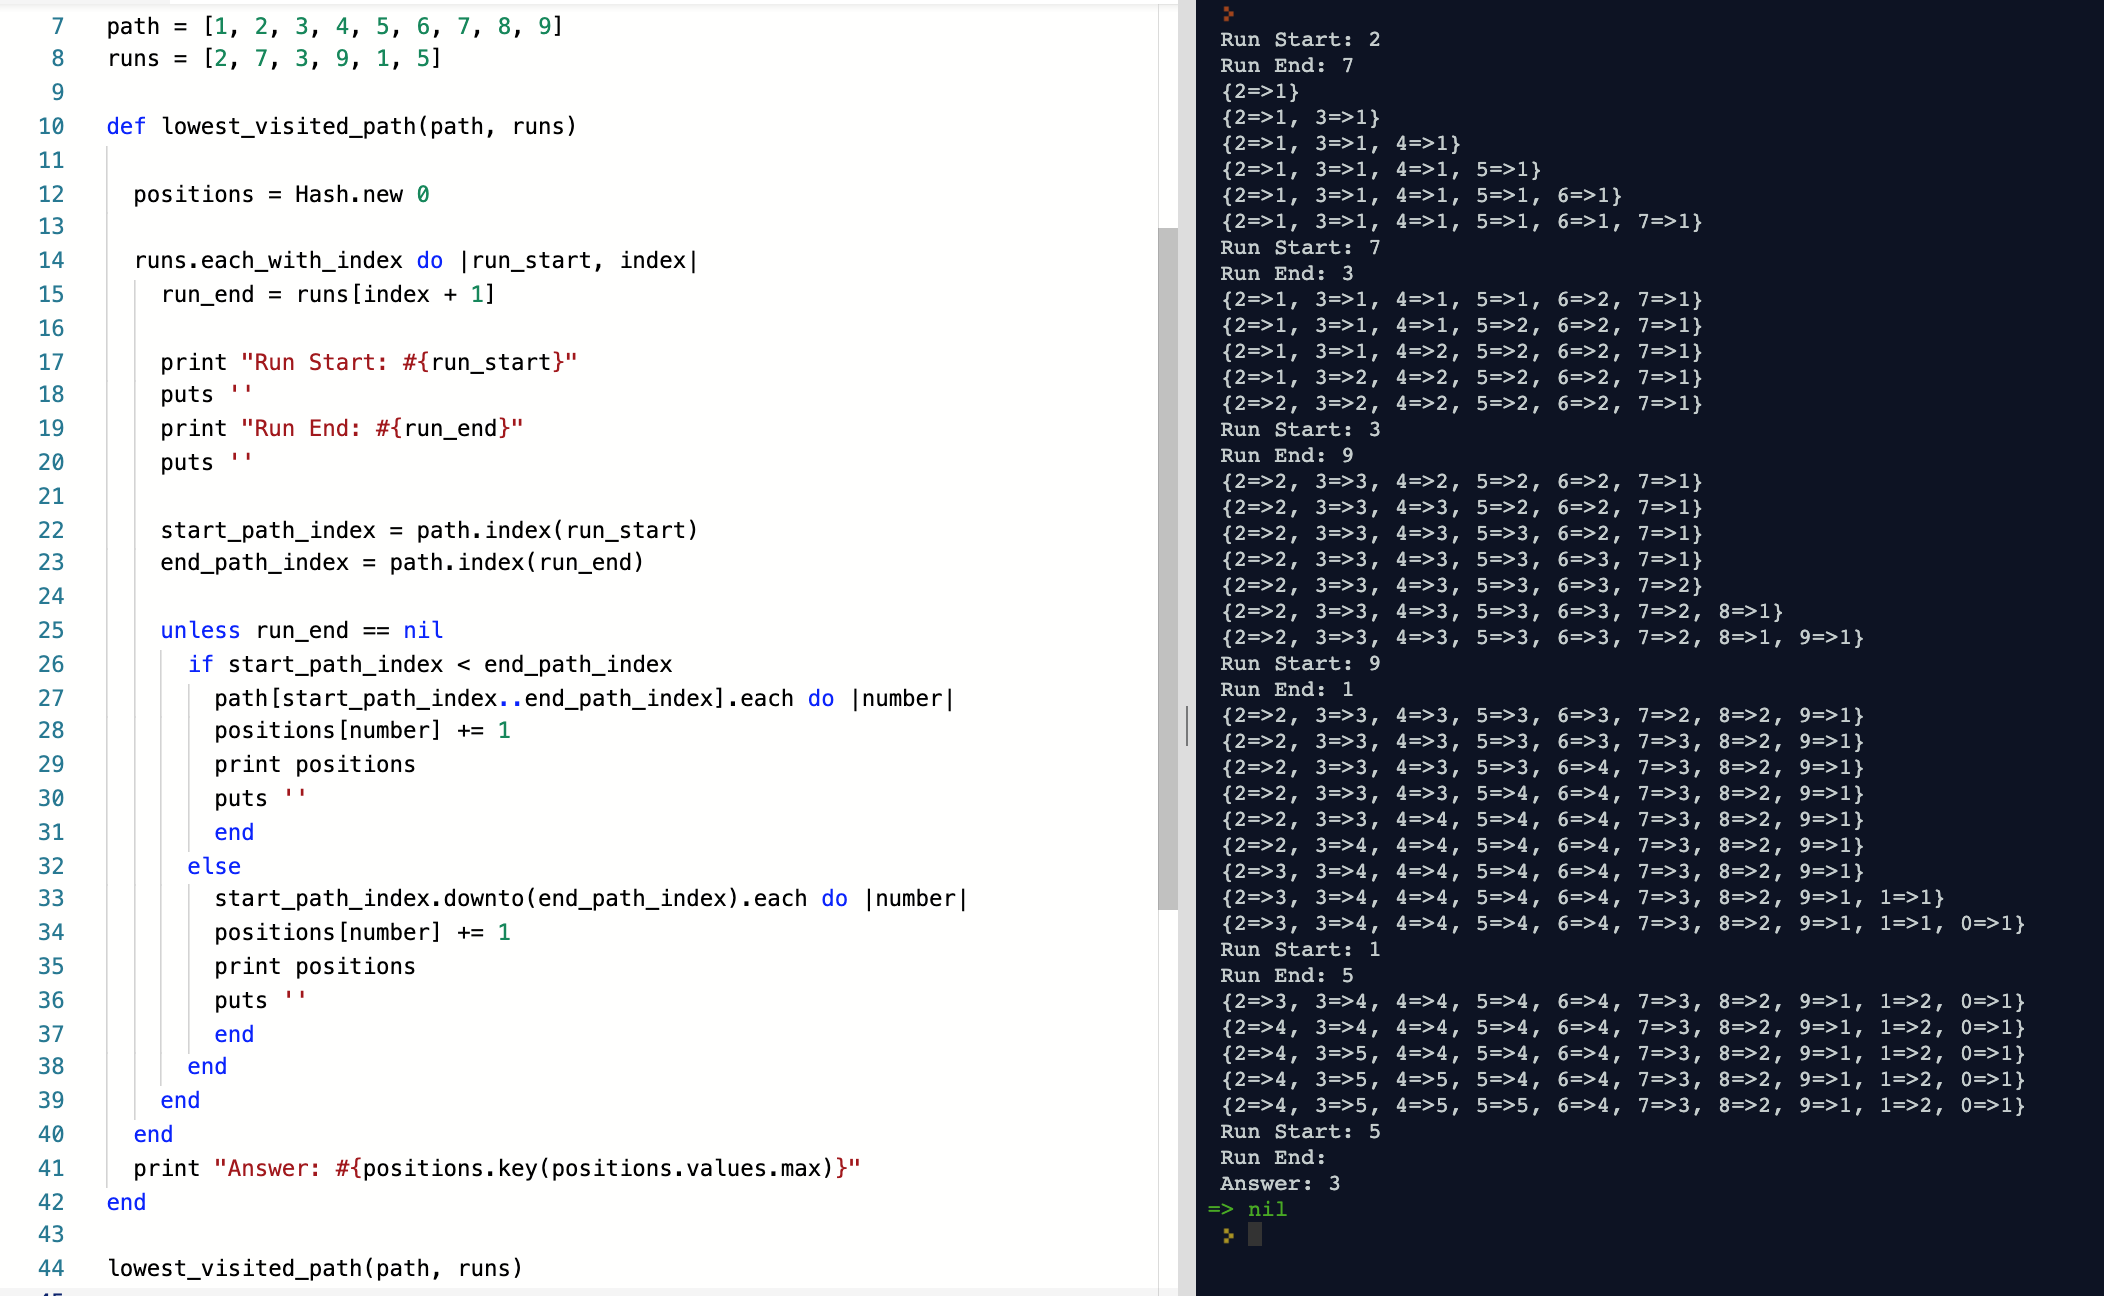 7 path = [1, 2, 3, 4, 5, 6, 7, 8, 9]
8 runs = [2, 7, 3, 9, 1, 5]
9
10 def lowest_visited_path(path, runs)
11
12 positions = Hash.new 0
13
14 runs.each_with_index do |run_start, index|
15 run_end = runs[index + 1]
16
17 print "Run Start: #{run_start}"
18 puts ''
19 print "Run End: #{run_end}"
20 puts ''
21
22 start_path_index = path.index(run_start)
23 end_path_index = path.index(run_end)
24
25 unless run_end == nil
26 if start_path_index < end_path_index
27 path[start_path_index..end_path_index].each do |number|
28 positions[number] += 1
29 print positions
30 puts ''
31 end
32 else
33 start_path_index.downto(end_path_index).each do |number|
34 positions[number] += 1
35 print positions
36 puts ''
37 end
38 end
39 end
40 end
41 print "Answer: #{positions.key(positions.values.max)}"
42 end
43
44 lowest_visited_path(path, runs)
Run Start: 2
Run End: 7
{2=>1}
{2=>1, 3=>1}
{2=>1, 3=>1, 4=>1}
{2=>1, 3=>1, 4=>1, 5=>1}
{2=>1, 3=>1, 4=>1, 5=>1, 6=>1}
{2=>1, 3=>1, 4=>1, 5=>1, 6=>1, 7=>1}
Run Start: 7
Run End: 3
{2=>1, 3=>1, 4=>1, 5=>1, 6=>2, 7=>1}
{2=>1, 3=>1, 4=>1, 5=>2, 6=>2, 7=>1}
{2=>1, 3=>1, 4=>2, 5=>2, 6=>2, 7=>1}
{2=>1, 3=>2, 4=>2, 5=>2, 6=>2, 7=>1}
{2=>2, 3=>2, 4=>2, 5=>2, 6=>2, 7=>1}
Run Start: 3
Run End: 9
{2=>2, 3=>3, 4=>2, 5=>2, 6=>2, 7=>1}
{2=>2, 3=>3, 4=>3, 5=>2, 6=>2, 7=>1}
{2=>2, 3=>3, 4=>3, 5=>3, 6=>2, 7=>1}
{2=>2, 3=>3, 4=>3, 5=>3, 6=>3, 7=>1}
{2=>2, 3=>3, 4=>3, 5=>3, 6=>3, 7=>2}
{2=>2, 3=>3, 4=>3, 5=>3, 6=>3, 7=>2, 8=>1}
{2=>2, 3=>3, 4=>3, 5=>3, 6=>3, 7=>2, 8=>1, 9=>1}
Run Start: 9
Run End: 1
{2=>2, 3=>3, 4=>3, 5=>3, 6=>3, 7=>2, 8=>2, 9=>1}
{2=>2, 3=>3, 4=>3, 5=>3, 6=>3, 7=>3, 8=>2, 9=>1}
{2=>2, 3=>3, 4=>3, 5=>3, 6=>4, 7=>3, 8=>2, 9=>1}
{2=>2, 3=>3, 4=>3, 5=>4, 6=>4, 7=>3, 8=>2, 9=>1}
{2=>2, 3=>3, 4=>4, 5=>4, 6=>4, 7=>3, 8=>2, 9=>1}
{2=>2, 3=>4, 4=>4, 5=>4, 6=>4, 7=>3, 8=>2, 9=>1}
{2=>3, 3=>4, 4=>4, 5=>4, 6=>4, 7=>3, 8=>2, 9=>1}
{2=>3, 3=>4, 4=>4, 5=>4, 6=>4, 7=>3, 8=>2, 9=>1, 1=>1}
{2=>3, 3=>4, 4=>4, 5=>4, 6=>4, 7=>3, 8=>2, 9=>1, 1=>1, 0=>1}
Run Start: 1
Run End: 5
{2=>3, 3=>4, 4=>4, 5=>4, 6=>4, 7=>3, 8=>2, 9=>1, 1=>2, 0=>1}
{2=>4, 3=>4, 4=>4, 5=>4, 6=>4, 7=>3, 8=>2, 9=>1, 1=>2, 0=>1}
{2=>4, 3=>5, 4=>4, 5=>4, 6=>4, 7=>3, 8=>2, 9=>1, 1=>2, 0=>1}
{2=>4, 3=>5, 4=>5, 5=>4, 6=>4, 7=>3, 8=>2, 9=>1, 1=>2, 0=>1}
{2=>4, 3=>5, 4=>5, 5=>5, 6=>4, 7=>3, 8=>2, 9=>1, 1=>2, 0=>1}
Run Start: 5
Run End:
Answer: 3
=> nil